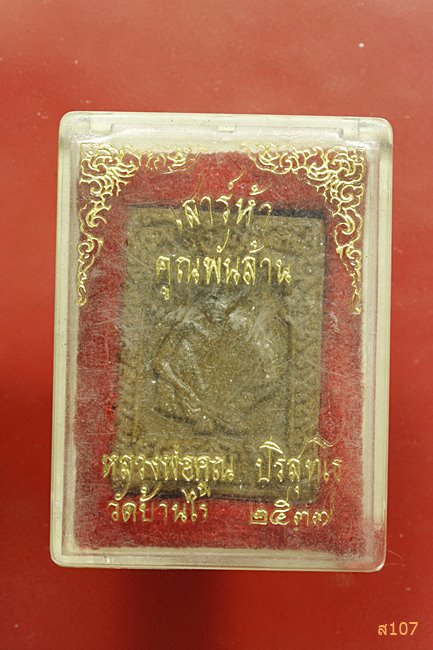 เสาร์ห้า
คูณพันล้าน
หลวงพ่อคูณ ปริสุทโธ
วัดบ้านไร่ ๒๕๓๗
ส107